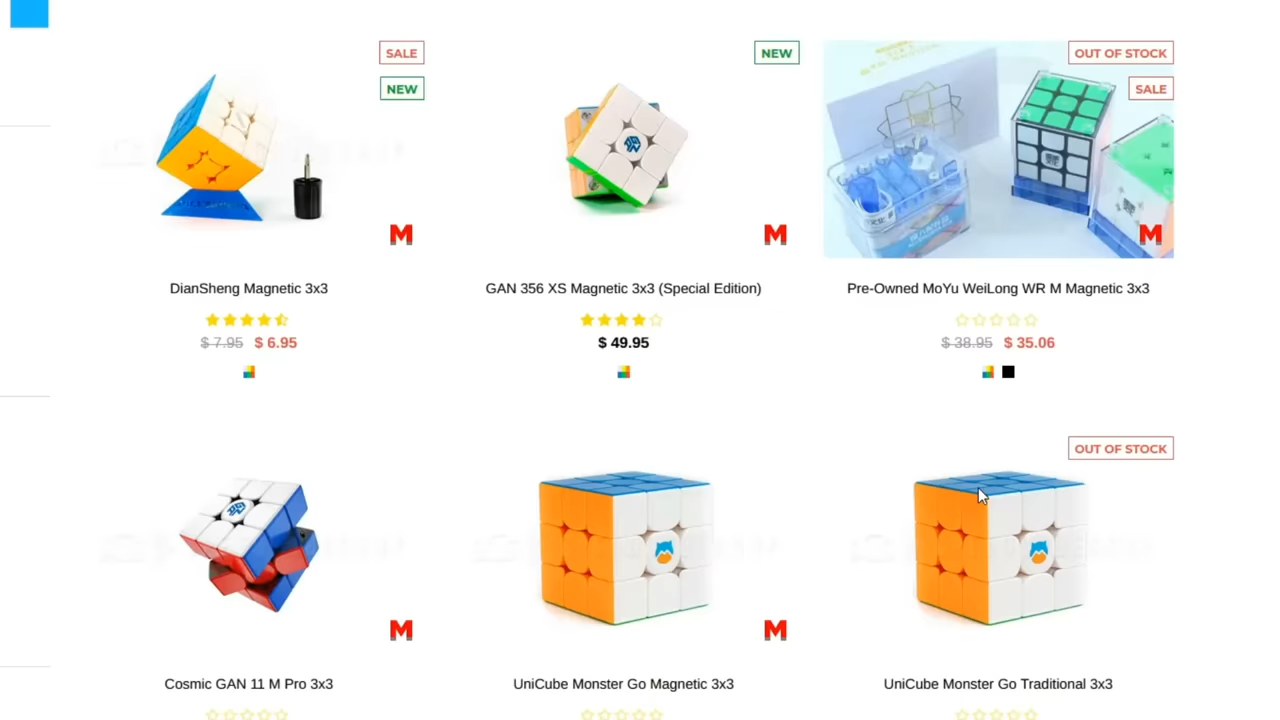 SALE
NEW
NEW
OUT OF STOCK
SALE
M
M
M
DianSheng Magnetic 3x3
GAN 356 XS Magnetic 3x3 (Special Edition)
Pre-Owned MoYu WeiLong WR M Magnetic 3x3
$ 7.95 $ 6.95
$ 49.95
$ 38.95 $ 35.06
OUT OF STOCK
M
M
Cosmic GAN 11 M Pro 3x3
UniCube Monster Go Magnetic 3x3
UniCube Monster Go Traditional 3x3